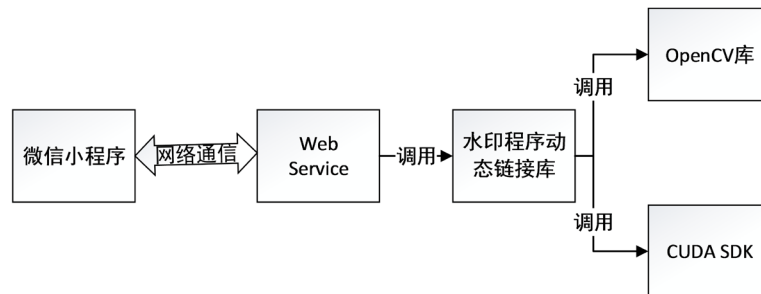 微信小程序
网络通信
Web
Service
调用
水印程序动
态链接库
调用
OpenCV库
调用
CUDA SDK